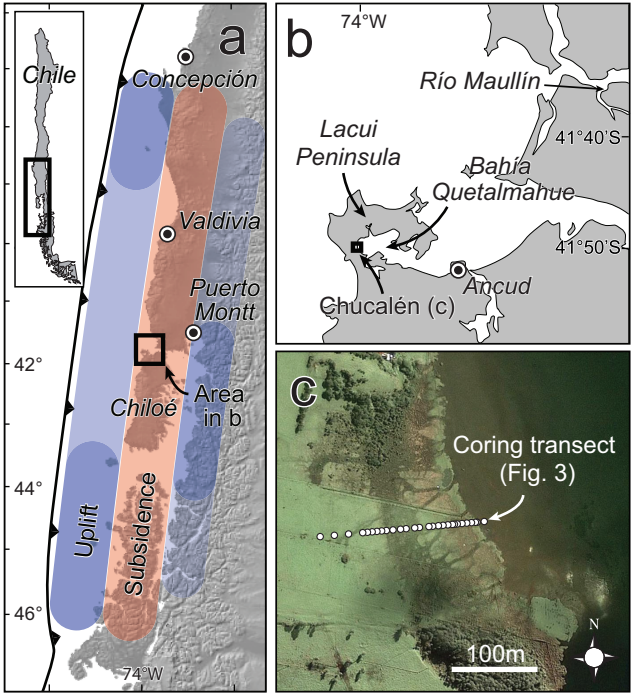 a
Chile
Concepción
Valdivia
Puerto
Montt
42°
Area
in b
Chiloé
44°
Uplift
Subsidence
46°
74°W
b
74°W
Río Maullín
41°40'S
Lacui
Peninsula
Bahía
Quetalmahue
41°50'S
Ancud
Chucalén (c)
c
Coring transect
(Fig. 3)
N
100m